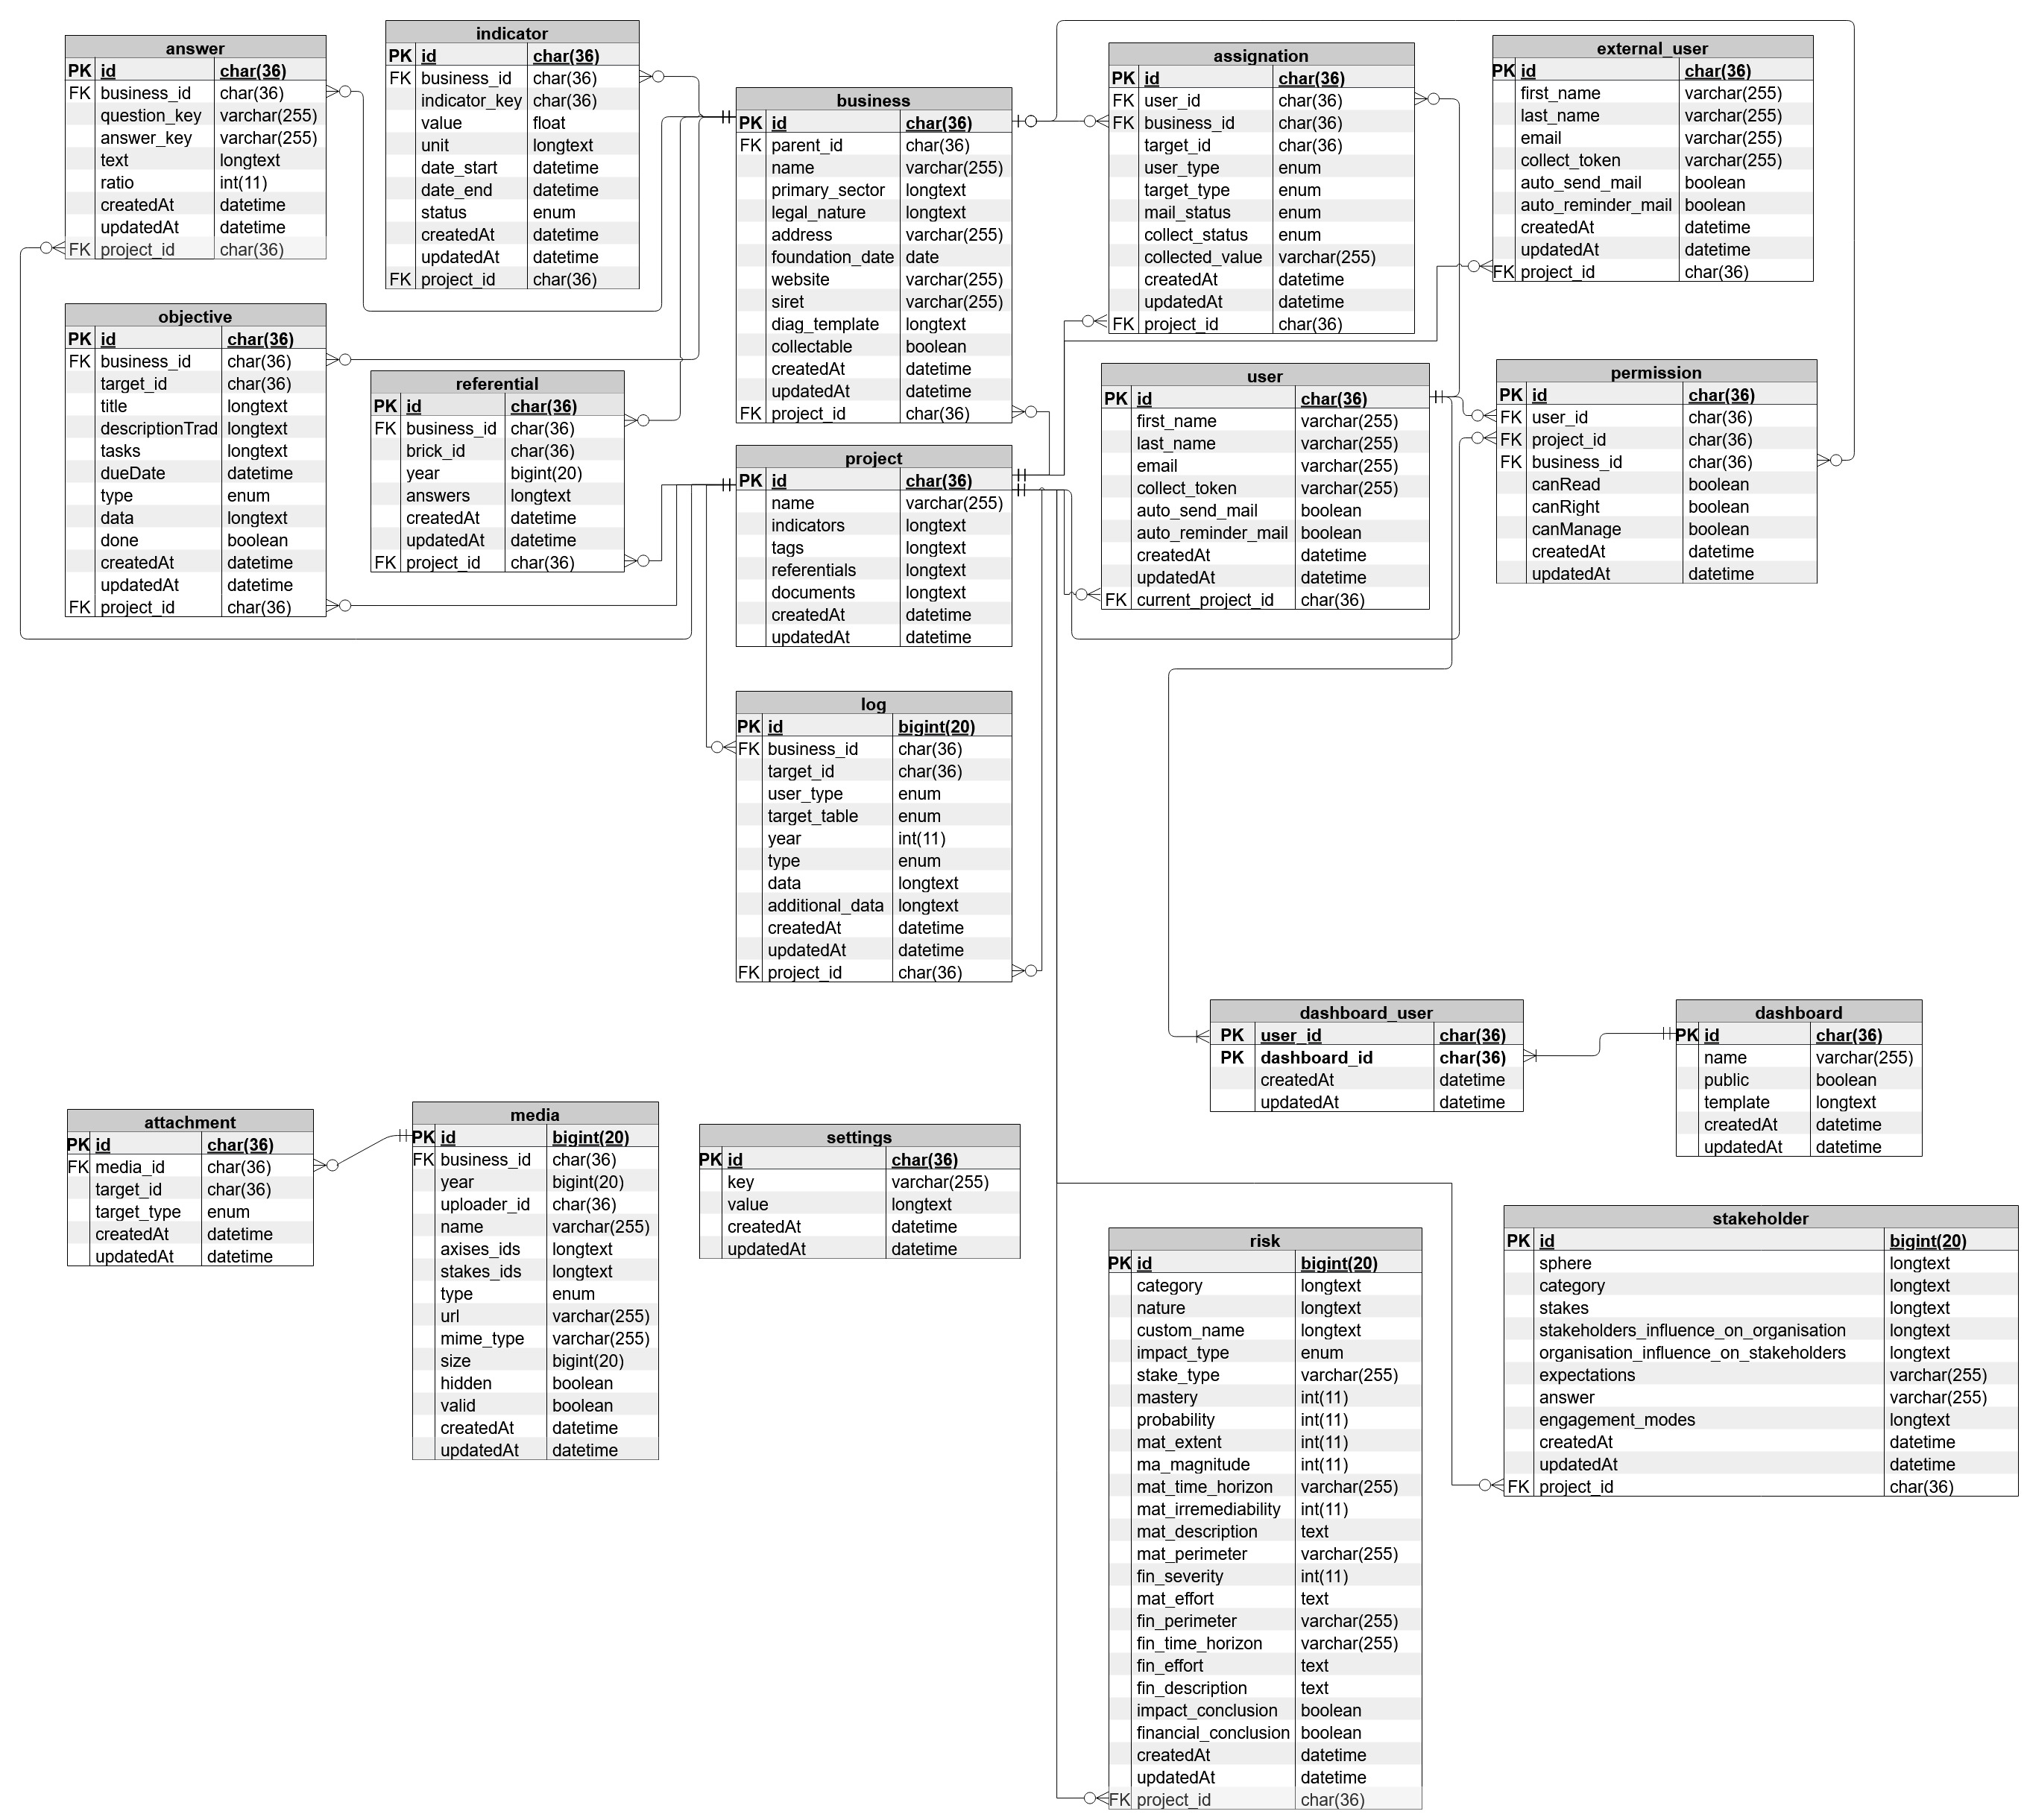 answer
PK id char(36)
FK business_id char(36)
question_key varchar(255)
answer_key varchar(255)
text longtext
ratio int(11)
createdAt datetime
updatedAt datetime
FK project_id char(36)
indicator
PK id char(36)
FK business_id char(36)
indicator_key char(36)
value float
unit longtext
date_start datetime
date_end datetime
status enum
createdAt datetime
updatedAt datetime
FK project_id char(36)
business
PK id char(36)
FK parent_id char(36)
name varchar(255)
primary_sector longtext
legal_nature longtext
address varchar(255)
foundation_date date
website varchar(255)
siret varchar(255)
diag_template longtext
collectable boolean
createdAt datetime
updatedAt datetime
FK project_id char(36)
assignation
PK id char(36)
FK user_id char(36)
FK business_id char(36)
target_id char(36)
user_type enum
target_type enum
mail_status enum
collect_status enum
collected_value varchar(255)
createdAt datetime
updatedAt datetime
FK project_id char(36)
external_user
PK id char(36)
first_name varchar(255)
last_name varchar(255)
email varchar(255)
collect_token varchar(255)
auto_send_mail boolean
auto_reminder_mail boolean
createdAt datetime
updatedAt datetime
FK project_id char(36)
objective
PK id char(36)
FK business_id char(36)
target_id char(36)
title longtext
descriptionTrad longtext
tasks longtext
dueDate datetime
type enum
data longtext
done boolean
createdAt datetime
updatedAt datetime
FK project_id char(36)
referential
PK id char(36)
FK business_id char(36)
brick_id char(36)
year bigint(20)
answers longtext
createdAt datetime
updatedAt datetime
FK project_id char(36)
project
PK id char(36)
name varchar(255)
indicators longtext
tags longtext
referentials longtext
documents longtext
createdAt datetime
updatedAt datetime
user
PK id char(36)
first_name varchar(255)
last_name varchar(255)
email varchar(255)
collect_token varchar(255)
auto_send_mail boolean
auto_reminder_mail boolean
createdAt datetime
updatedAt datetime
FK current_project_id char(36)
permission
PK id char(36)
FK user_id char(36)
FK project_id char(36)
FK business_id char(36)
canRead boolean
canRight boolean
canManage boolean
createdAt datetime
updatedAt datetime
log
PK id bigint(20)
FK business_id char(36)
target_id char(36)
user_type enum
target_table enum
year int(11)
type enum
data longtext
additional_data longtext
createdAt datetime
updatedAt datetime
FK project_id char(36)
dashboard_user
PK user_id char(36)
PK dashboard_id char(36)
createdAt datetime
updatedAt datetime
dashboard
PK id char(36)
name varchar(255)
public boolean
template longtext
createdAt datetime
updatedAt datetime
attachment
PK id char(36)
FK media_id char(36)
target_id char(36)
target_type enum
createdAt datetime
updatedAt datetime
media
PK id bigint(20)
FK business_id char(36)
year bigint(20)
uploader_id char(36)
name varchar(255)
axises_ids longtext
stakes_ids longtext
type enum
url varchar(255)
mime_type varchar(255)
size bigint(20)
hidden boolean
valid boolean
createdAt datetime
updatedAt datetime
settings
PK id char(36)
key varchar(255)
value longtext
createdAt datetime
updatedAt datetime
risk
PK id bigint(20)
category longtext
nature longtext
custom_name longtext
impact_type enum
stake_type varchar(255)
mastery int(11)
probability int(11)
mat_extent int(11)
ma_magnitude int(11)
mat_time_horizon varchar(255)
mat_irremediability int(11)
mat_description text
mat_perimeter varchar(255)
fin_severity int(11)
mat_effort text
fin_perimeter varchar(255)
fin_time_horizon varchar(255)
fin_effort text
fin_description text
impact_conclusion boolean
financial_conclusion boolean
createdAt datetime
updatedAt datetime
FK project_id char(36)
stakeholder
PK id bigint(20)
sphere longtext
category longtext
stakes longtext
stakeholders_influence_on_organisation longtext
organisation_influence_on_stakeholders longtext
expectations varchar(255)
answer varchar(255)
engagement_modes longtext
createdAt datetime
updatedAt datetime
FK project_id char(36)